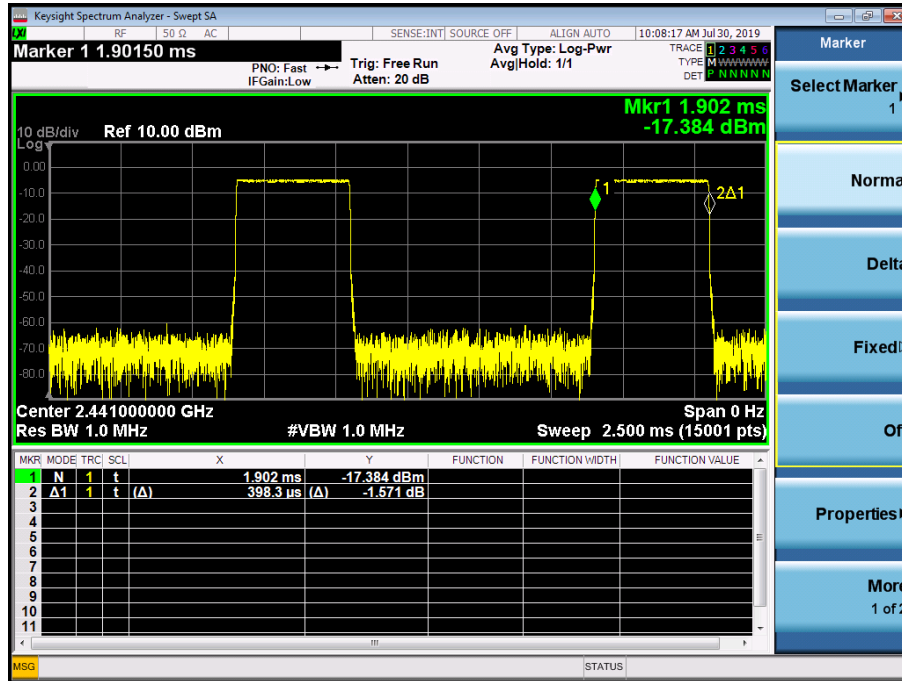 Keysight Spectrum Analyzer - Swept SA
LXI RF 50 Ω AC SENSE:INT SOURCE OFF ALIGN AUTO 10:08:17 AM Jul 30, 2019
Marker 1 1.90150 ms
PNO: Fast
IFGain:Low
Trig: Free Run
Atten: 20 dB
Avg Type: Log-Pwr
Avg|Hold: 1/1
TRACE 1 2 3 4 5 6
TYPE M WWWWW
DET P N N N N N
Mkr1 1.902 ms
-17.384 dBm
10 dB/div Ref 10.00 dBm
Log
0.00
-10.0
-20.0
-30.0
-40.0
-50.0
-60.0
-70.0
-80.0
1
2Δ1
Center 2.441000000 GHz Span 0 Hz
Res BW 1.0 MHz #VBW 1.0 MHz Sweep 2.500 ms (15001 pts)
MKR MODE TRC SCL X Y FUNCTION FUNCTION WIDTH FUNCTION VALUE
1 N 1 t 1.902 ms -17.384 dBm
2 Δ1 1 t (Δ) 398.3 µs (Δ) -1.571 dB
3
4
5
6
7
8
9
10
11
MSG STATUS
Marker
Select Marker
1
Norma
Delta
Fixed
Of
Properties
More
1 of 2